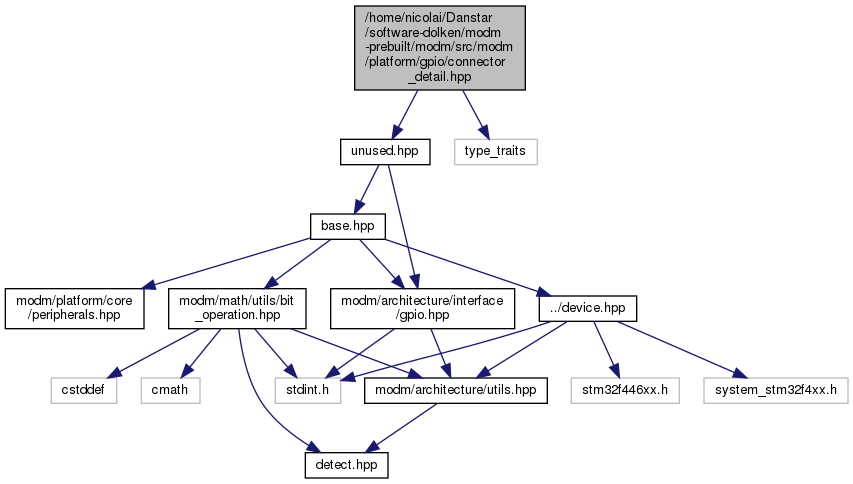 /home/nicolai/Danstar
/software-dolken/modm
-prebuilt/modm/src/modm
/platform/gpio/connector
_detail.hpp
unused.hpp
type_traits
base.hpp
modm/platform/core
/peripherals.hpp
modm/math/utils/bit
_operation.hpp
modm/architecture/interface
/gpio.hpp
../device.hpp
cstddef
cmath
stdint.h
modm/architecture/utils.hpp
stm32f446xx.h
system_stm32f4xx.h
detect.hpp